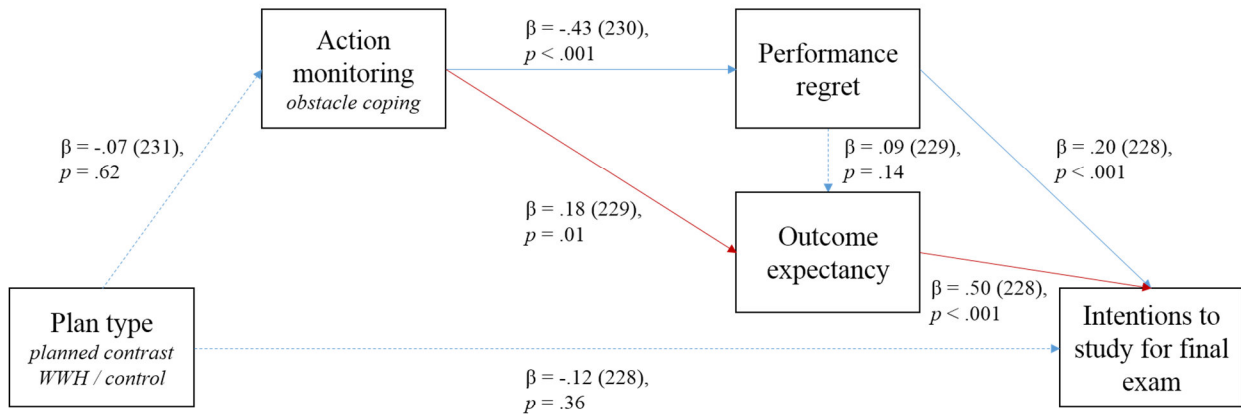 Action
monitoring
obstacle coping
β = -.43 (230),
p < .001
Performance
regret
β = -.07 (231),
p = .62
β = .09 (229),
p = .14
β = .20 (228),
p < .001
β = .18 (229),
p = .01
Outcome
expectancy
β = .50 (228),
p < .001
Plan type
planned contrast
WWH / control
Intentions to
study for final
exam
β = -.12 (228),
p = .36